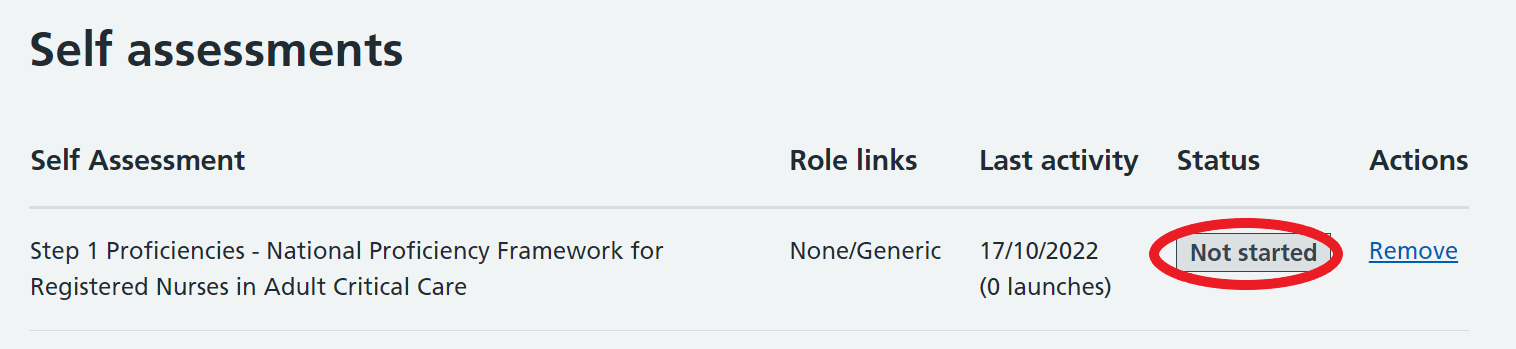 Self assessments
Self Assessment Role links Last activity Status Actions
Step 1 Proficiencies - National Proficiency Framework for None/Generic 17/10/2022 Not started Remove
Registered Nurses in Adult Critical Care (0 launches)